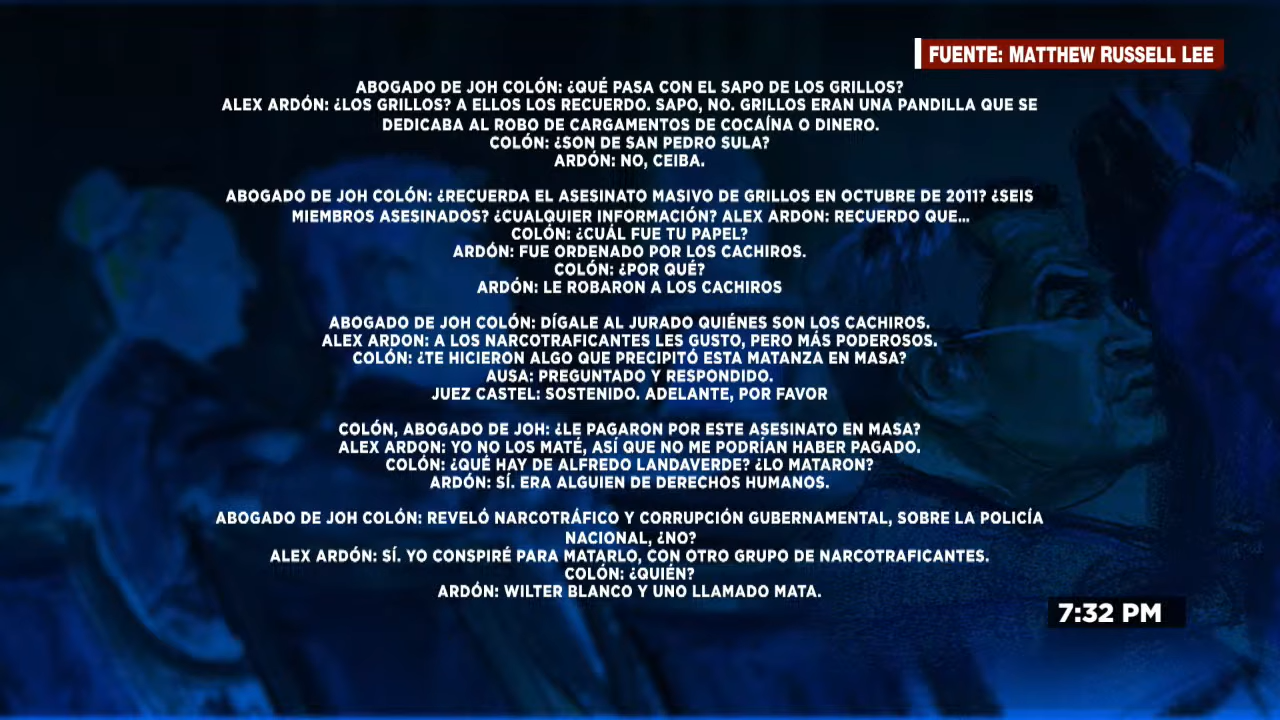 FUENTE: MATTHEW RUSSELL LEE
ABOGADO DE JOH COLÓN: ¿QUÉ PASA CON EL SAPO DE LOS GRILLOS?
ALEX ARDÓN: ¿LOS GRILLOS? A ELLOS LOS RECUERDO. SAPO, NO. GRILLOS ERAN UNA PANDILLA QUE SE
DEDICABA AL ROBO DE CARGAMENTOS DE COCAÍNA O DINERO.
COLÓN: ¿SON DE SAN PEDRO SULA?
ARDÓN: NO, CEIBA.
ABOGADO DE JOH COLÓN: ¿RECUERDA EL ASESINATO MASIVO DE GRILLOS EN OCTUBRE DE 2011? ¿SEIS
MIEMBROS ASESINADOS? ¿CUALQUIER INFORMACIÓN? ALEX ARDON: RECUERDO QUE...
COLÓN: ¿CUÁL FUE TU PAPEL?
ARDÓN: FUE ORDENADO POR LOS CACHIROS.
COLÓN: ¿POR QUÉ?
ARDÓN: LE ROBARON A LOS CACHIROS
ABOGADO DE JOH COLÓN: DÍGALE AL JURADO QUIÉNES SON LOS CACHIROS.
ALEX ARDON: A LOS NARCOTRAFICANTES LES GUSTO, PERO MÁS PODEROSOS.
COLÓN: ¿TE HICIERON ALGO QUE PRECIPITÓ ESTA MATANZA EN MASA?
AUSA: PREGUNTADO Y RESPONDIDO.
JUEZ CASTEL: SOSTENIDO. ADELANTE, POR FAVOR
COLÓN, ABOGADO DE JOH: ¿LE PAGARON POR ESTE ASESINATO EN MASA?
ALEX ARDON: YO NO LOS MATÉ, ASÍ QUE NO ME PODRÍAN HABER PAGADO.
COLÓN: ¿QUÉ HAY DE ALFREDO LANDAVERDE? ¿LO MATARON?
ARDÓN: SÍ. ERA ALGUIEN DE DERECHOS HUMANOS.
ABOGADO DE JOH COLÓN: REVELÓ NARCOTRÁFICO Y CORRUPCIÓN GUBERNAMENTAL, SOBRE LA POLICÍA
NACIONAL, ¿NO?
ALEX ARDÓN: SÍ. YO CONSPIRÉ PARA MATARLO, CON OTRO GRUPO DE NARCOTRAFICANTES.
COLÓN: ¿QUIÉN?
ARDÓN: WILTER BLANCO Y UNO LLAMADO MATA.
7:32 PM